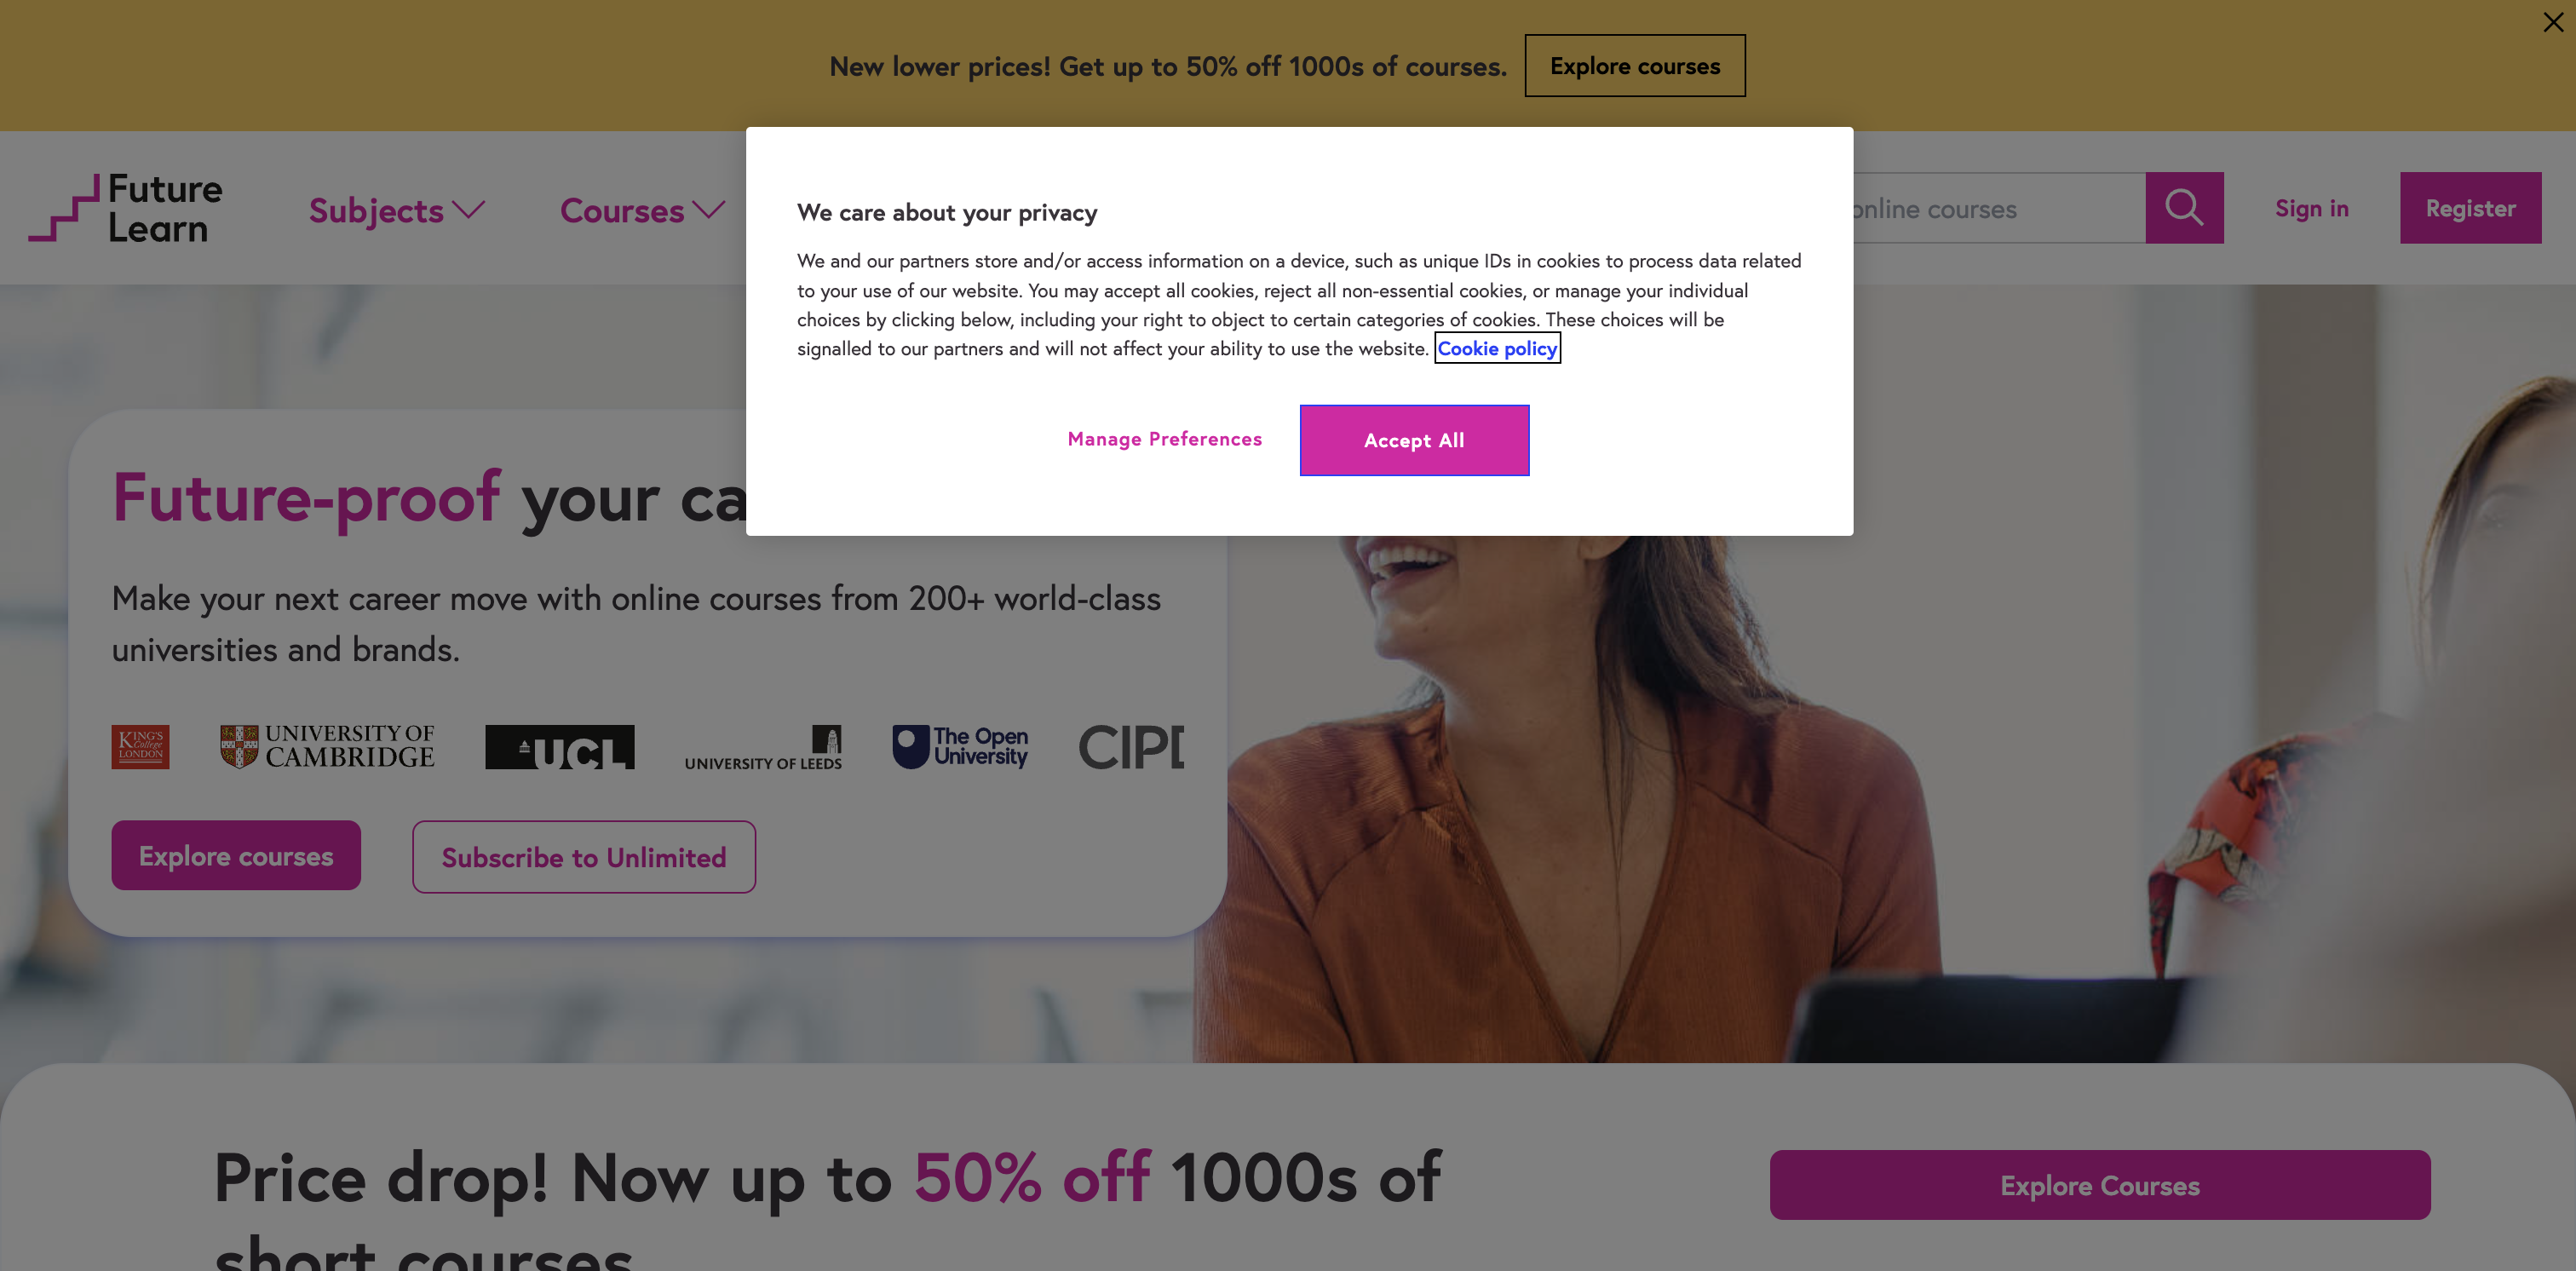 New lower prices! Get up to 50% off 1000s of courses.
Explore courses
Future
Learn
Subjects
Courses
online courses
Sign in
Register
We care about your privacy
We and our partners store and/or access information on a device, such as unique IDs in cookies to process data related
to your use of our website. You may accept all cookies, reject all non-essential cookies, or manage your individual
choices by clicking below, including your right to object to certain categories of cookies. These choices will be
signalled to our partners and will not affect your ability to use the website. Cookie policy
Manage Preferences
Accept All
Future-proof your ca
Make your next career move with online courses from 200+ world-class
universities and brands.
KING'S
College
LONDON
UNIVERSITY OF
CAMBRIDGE
UCL
UNIVERSITY OF LEEDS
The Open
University
CIPD
Explore courses
Subscribe to Unlimited
Price drop! Now up to 50% off 1000s of
short courses
Explore Courses